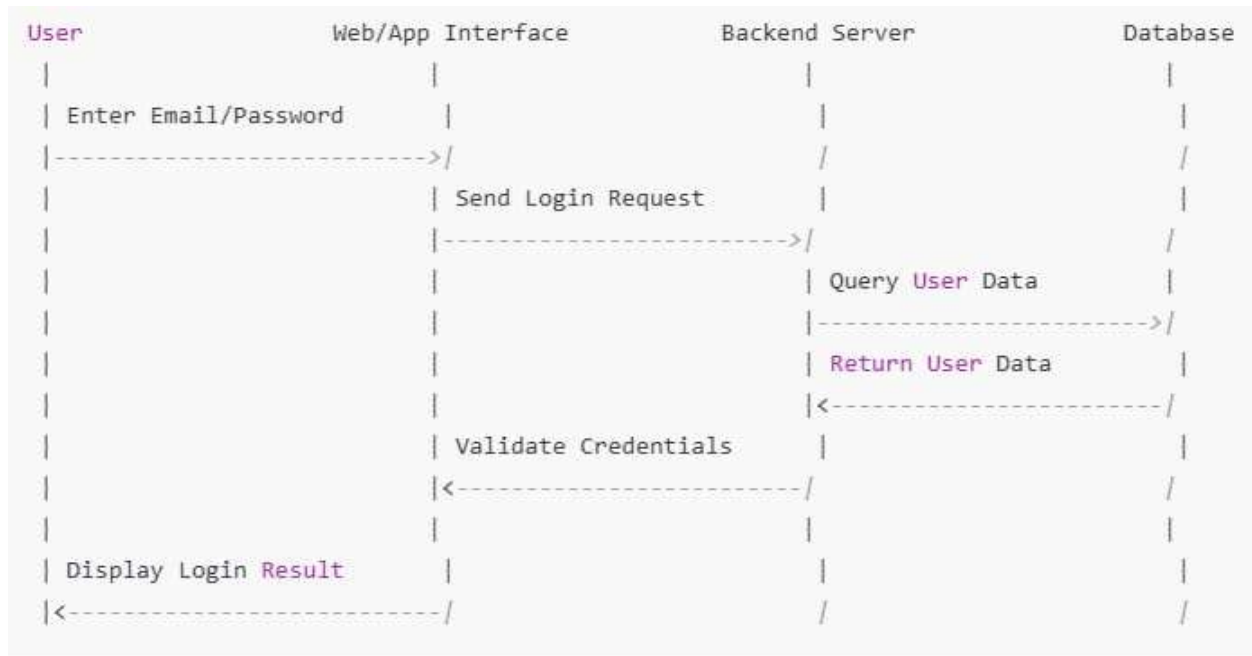 User                  Web/App Interface           Backend Server               Database
 |                            |                          |                         |
 | Enter Email/Password       |                          |                         |
 |--------------------------->|                          |                         |
 |                            | Send Login Request       |                         |
 |                            |------------------------->|                         |
 |                            |                          | Query User Data         |
 |                            |                          |------------------------>|
 |                            |                          | Return User Data        |
 |                            |                          |<------------------------|
 |                            | Validate Credentials     |                         |
 |                            |<-------------------------|                         |
 |                            |                          |                         |
 | Display Login Result       |                          |                         |
 |<---------------------------|                          |                         |